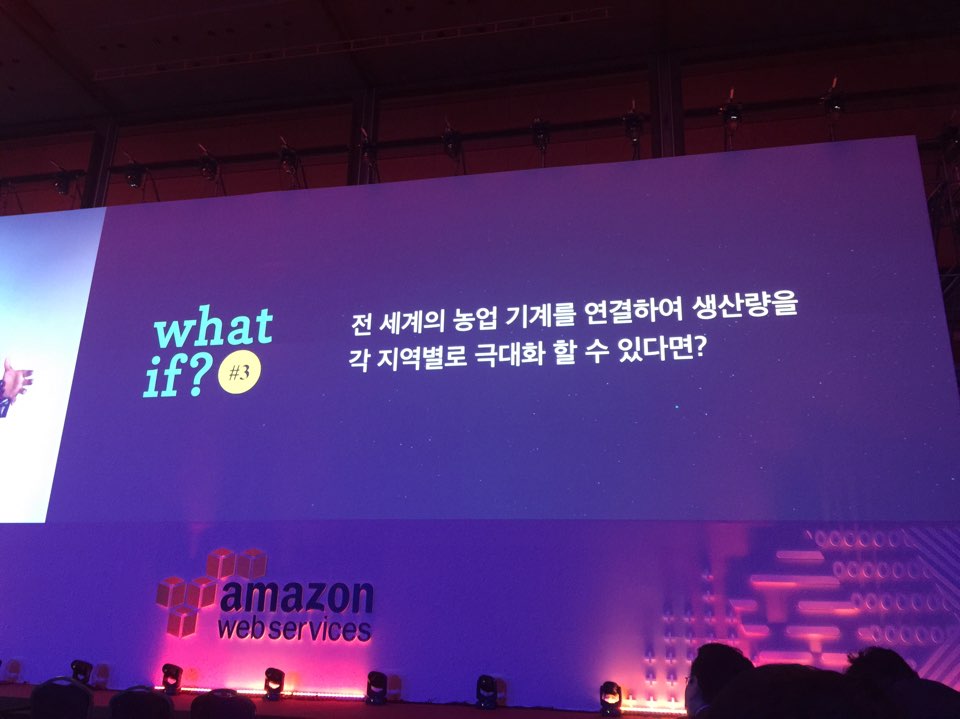 what
if? #3
전 세계의 농업 기계를 연결하여 생산량을
각 지역별로 극대화 할 수 있다면?
amazon
web services